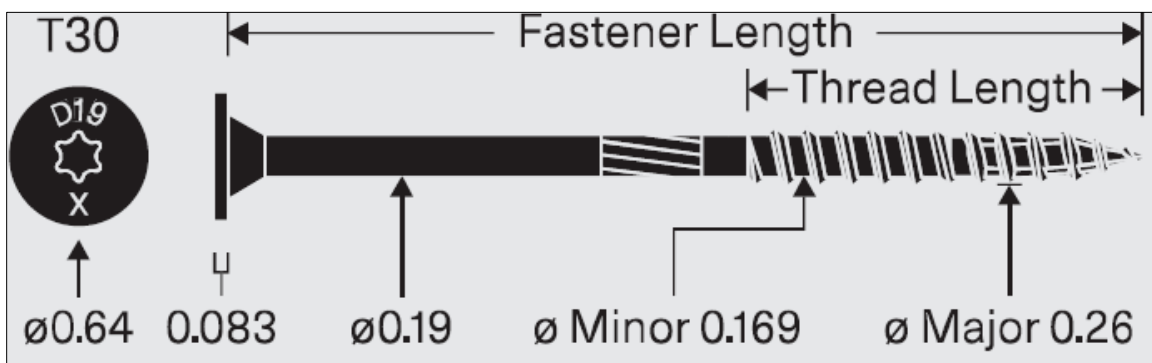 T30
Fastener Length
Thread Length
D19
X
ø0.64 0.083 ø0.19 ø Minor 0.169 ø Major 0.26